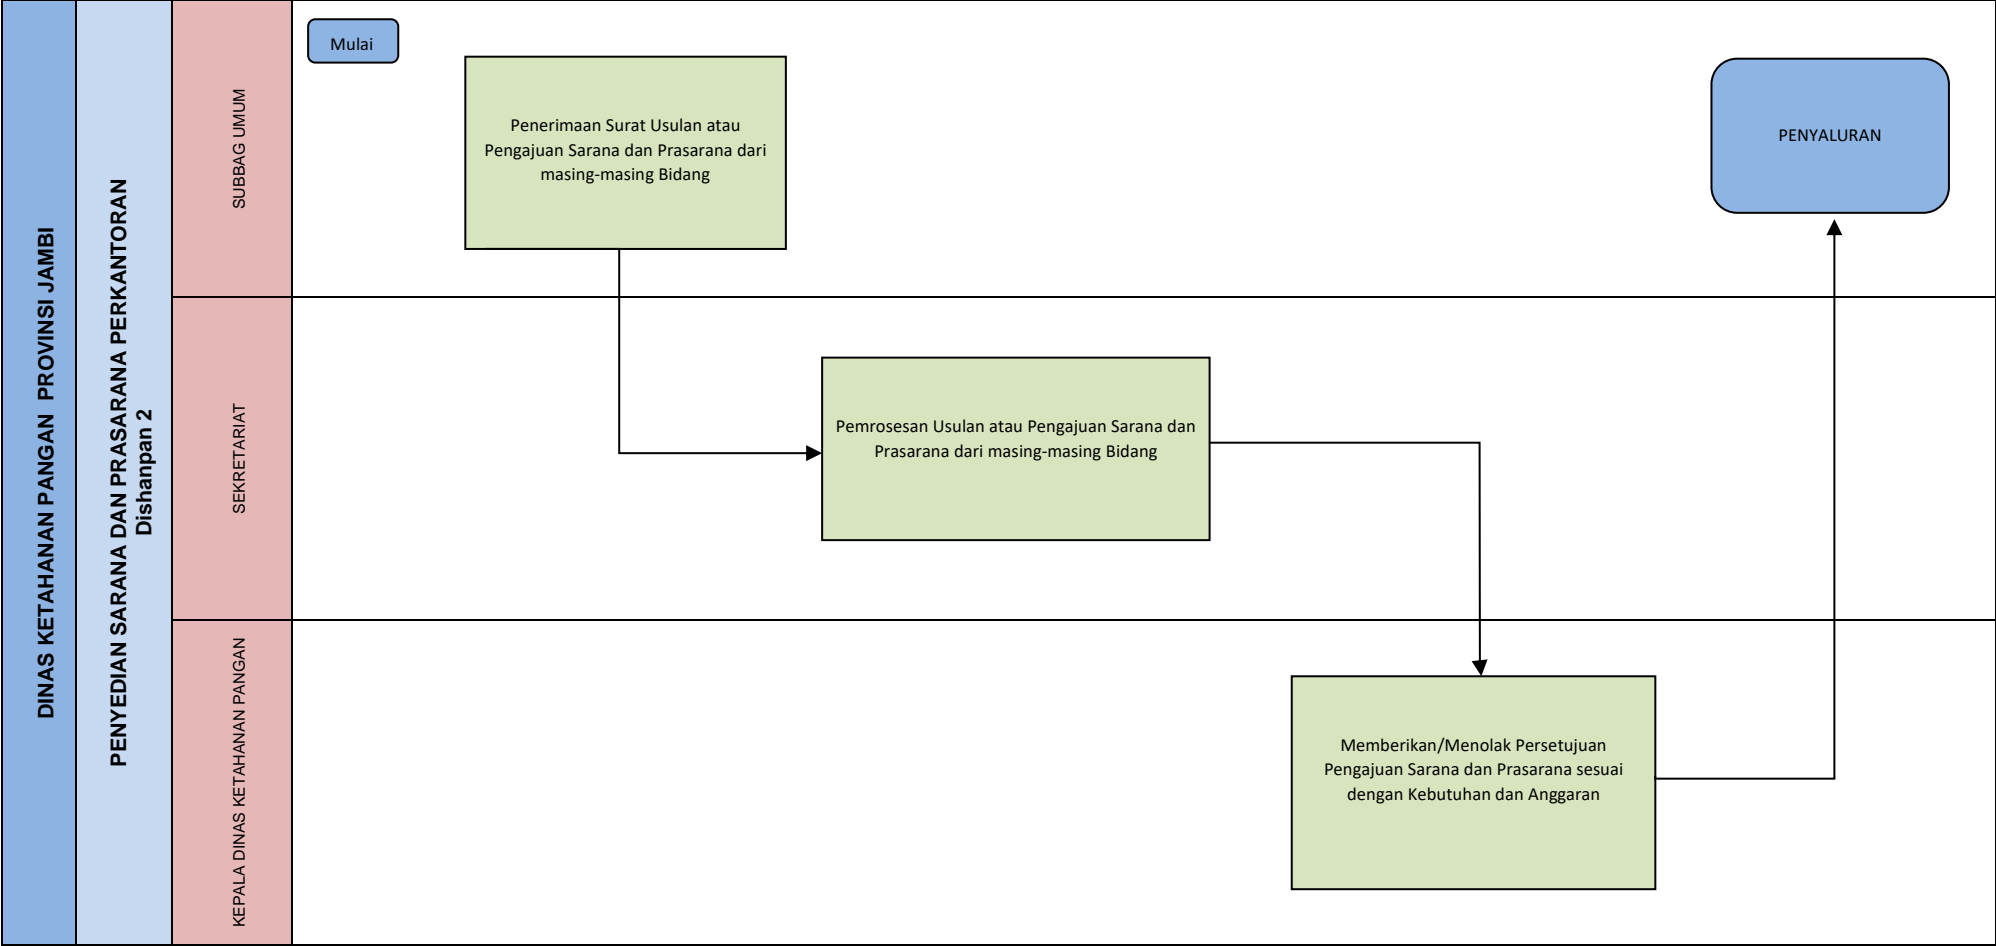 DINAS KETAHANAN PANGAN PROVINSI JAMBI
PENYEDIAN SARANA DAN PRASARANA PERKANTORAN
Dishanpan 2
SUBBAG UMUM
Mulai
Penerimaan Surat Usulan atau
Pengajuan Sarana dan Prasarana dari
masing-masing Bidang
PENYALURAN
SEKRETARIAT
Pemrosesan Usulan atau Pengajuan Sarana dan
Prasarana dari masing-masing Bidang
KEPALA DINAS KETAHANAN PANGAN
Memberikan/Menolak Persetujuan
Pengajuan Sarana dan Prasarana sesuai
dengan Kebutuhan dan Anggaran